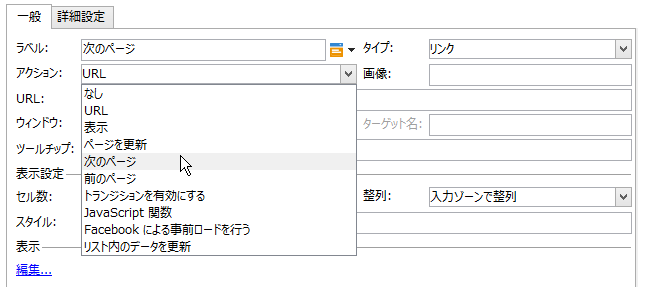 一般 詳細設定
ラベル: 次のページ タイプ: リンク
アクション: URL 画像:
URL:
なし
URL
ウィンドウ: ターゲット名:
表示
ツールチップ:
ページを更新
次のページ
表示設定
前のページ
セル数: 整列: 入力ゾーンで整列
トランジションを有効にする
スタイル:
JavaScript 関数
Facebook による事前ロードを行う
表示
リスト内のデータを更新
編集...